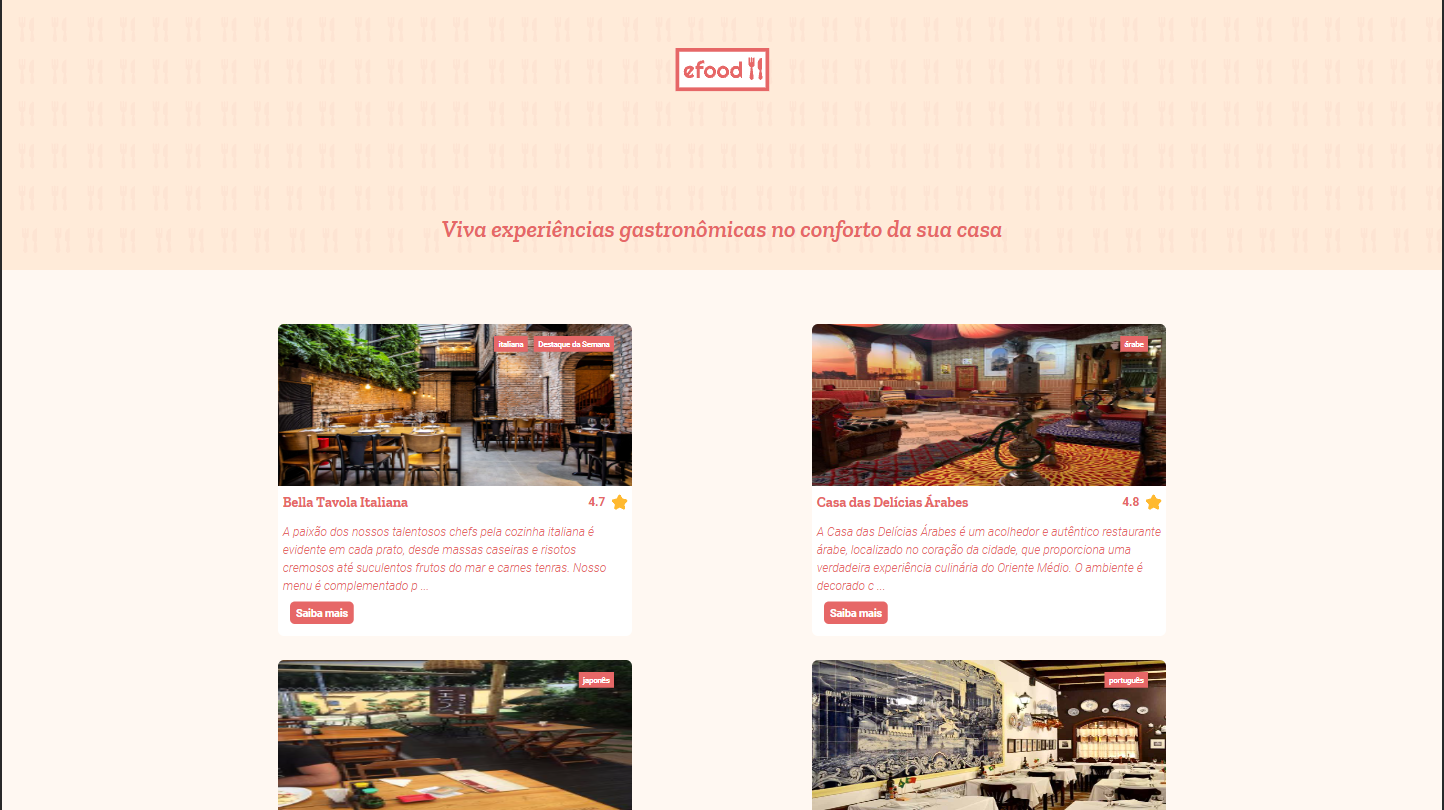 efood
Viva experiências gastronômicas no conforto da sua casa
italiana
Destaque da Semana
Bella Tavola Italiana
4.7
A paixão dos nossos talentosos chefs pela cozinha italiana é
evidente em cada prato, desde massas caseiras e risotos
cremosos até suculentos frutos do mar e carnes tenras. Nosso
menu é complementado p ...
Saiba mais
árabe
Casa das Delícias Árabes
4.8
A Casa das Delícias Árabes é um acolhedor e autêntico restaurante
árabe, localizado no coração da cidade, que proporciona uma
verdadeira experiência culinária do Oriente Médio. O ambiente é
decorado c ...
Saiba mais
japonês
português